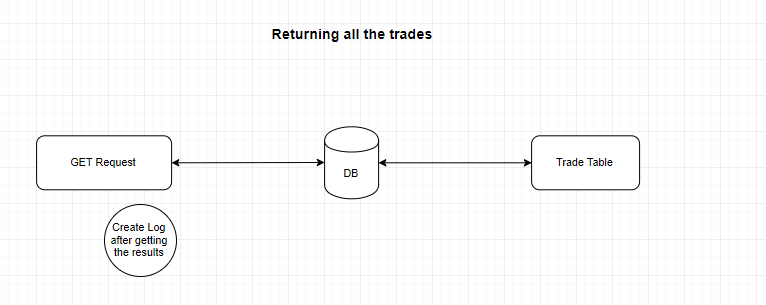 Returning all the trades
GET Request
DB
Trade Table
Create Log
after getting
the results